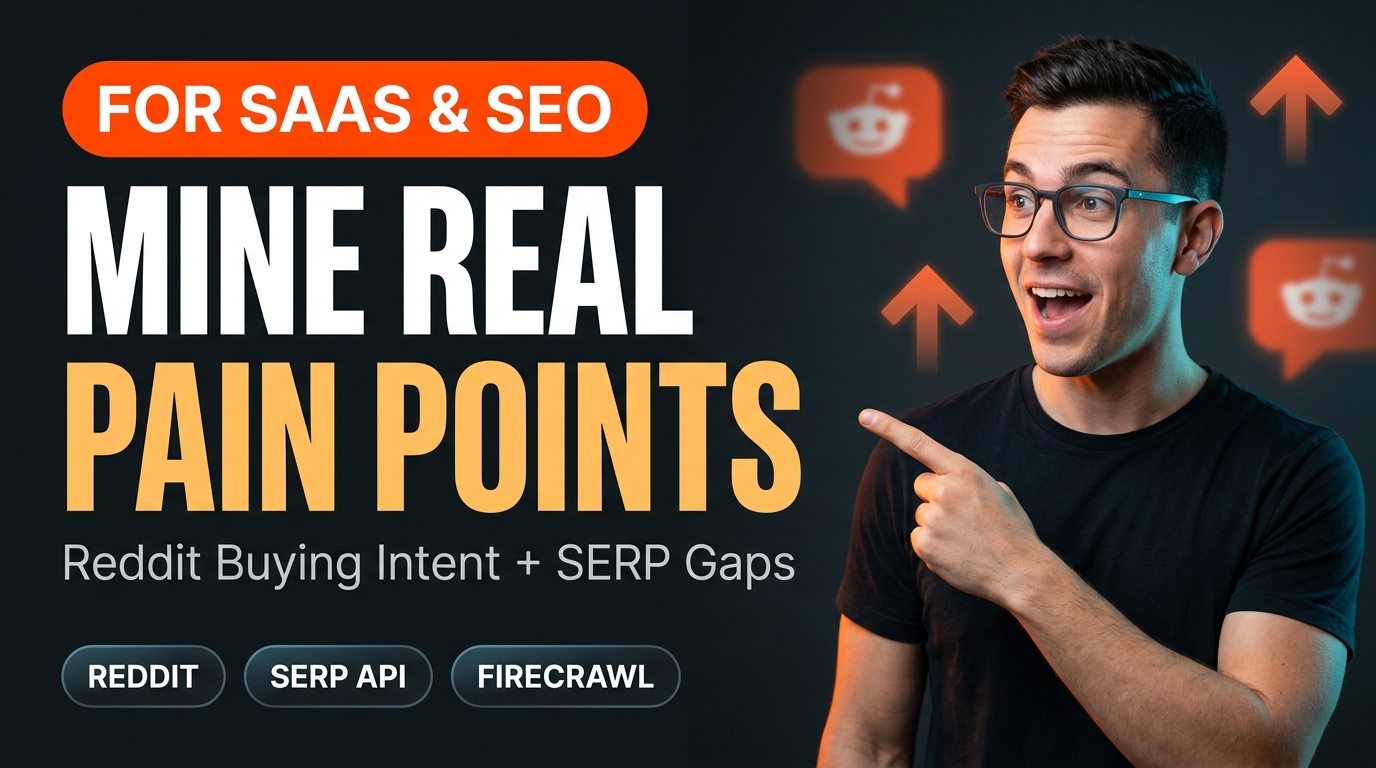 FOR SAAS & SEO
MINE REAL
PAIN POINTS
Reddit Buying Intent + SERP Gaps
REDDIT
SERP API
FIRECRAWL